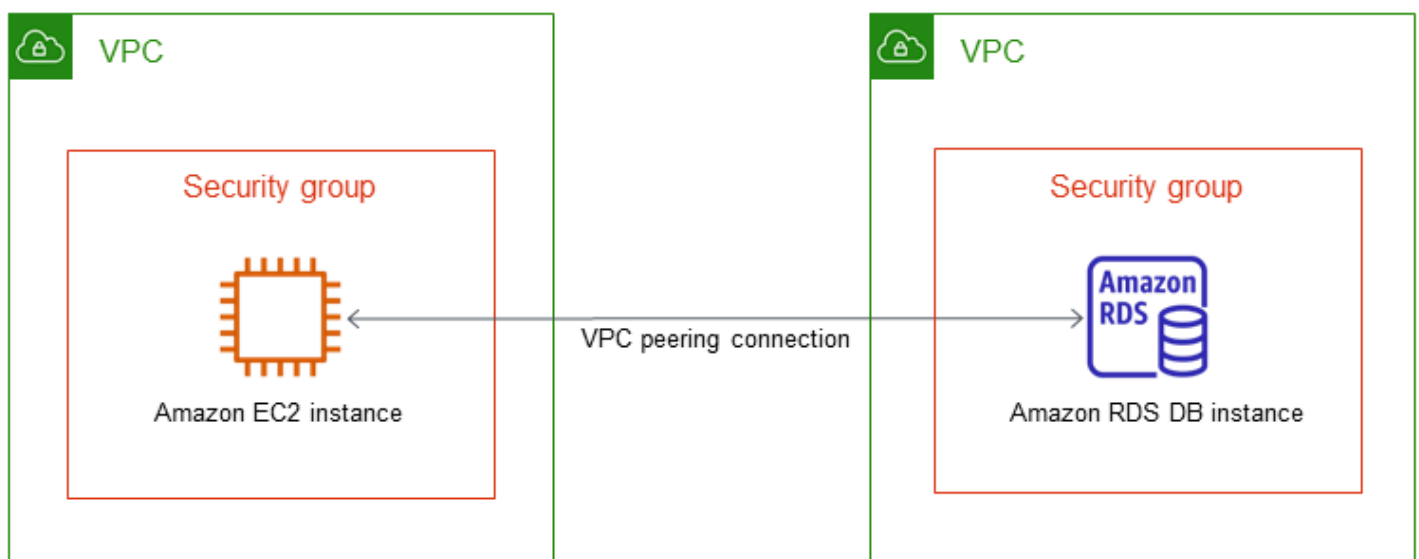 VPC
VPC
Security group
Security group
Amazon
RDS
VPC peering connection
Amazon EC2 instance
Amazon RDS DB instance